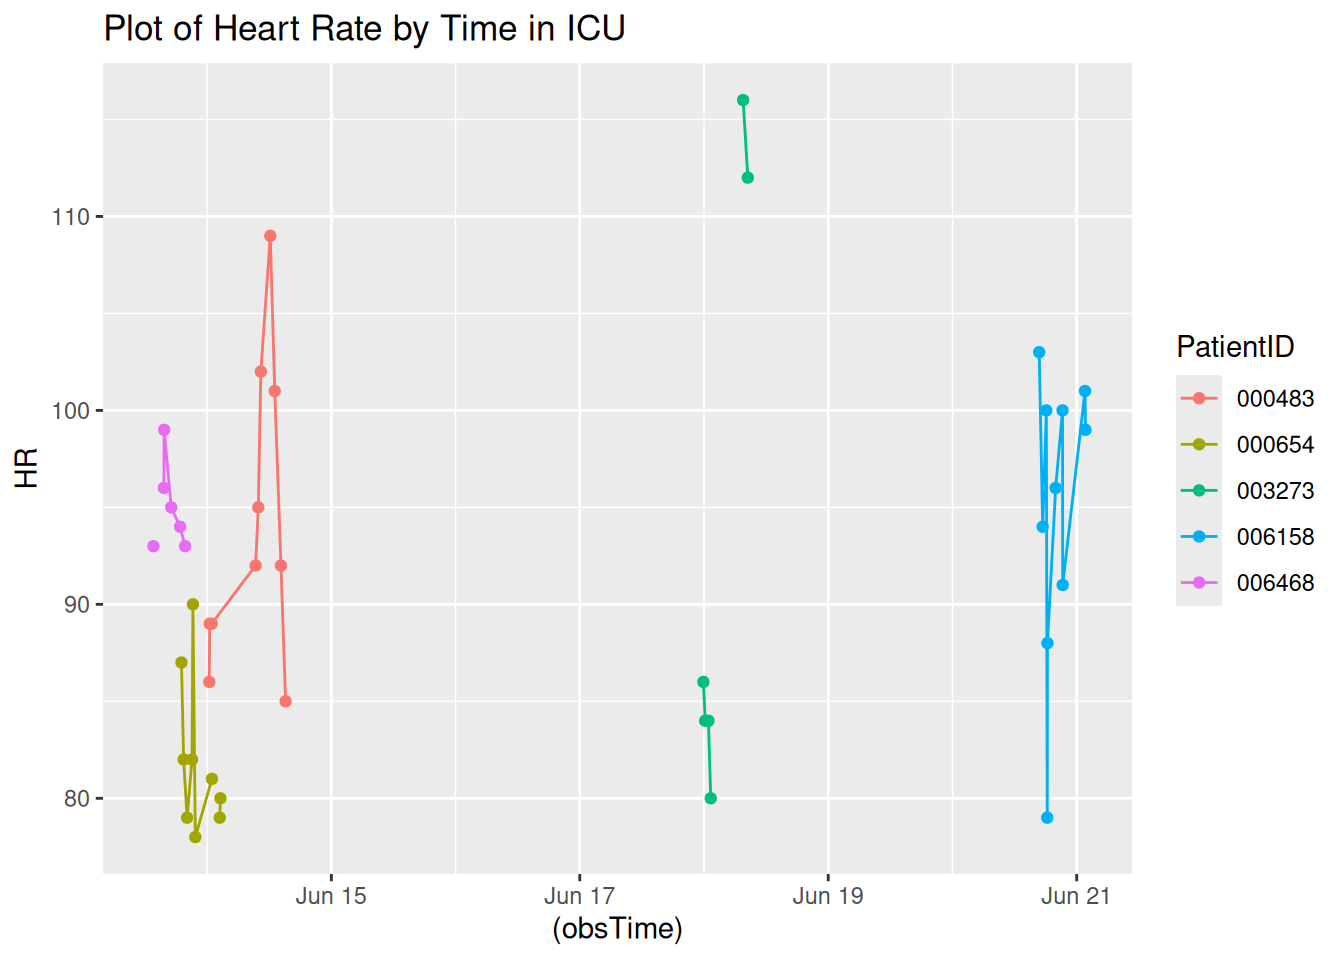 Plot of Heart Rate by Time in ICU
HR
110
100
90
80
Jun 15
Jun 17
Jun 19
Jun 21
(obsTime)
PatientID
000483
000654
003273
006158
006468